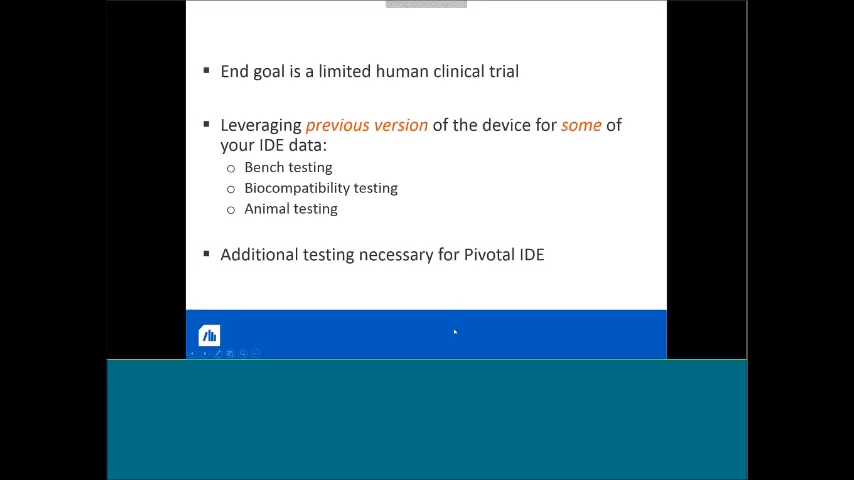 End goal is a limited human clinical trial
Leveraging previous version of the device for some of
your IDE data:
Bench testing
Biocompatibility testing
Animal testing
Additional testing necessary for Pivotal IDE